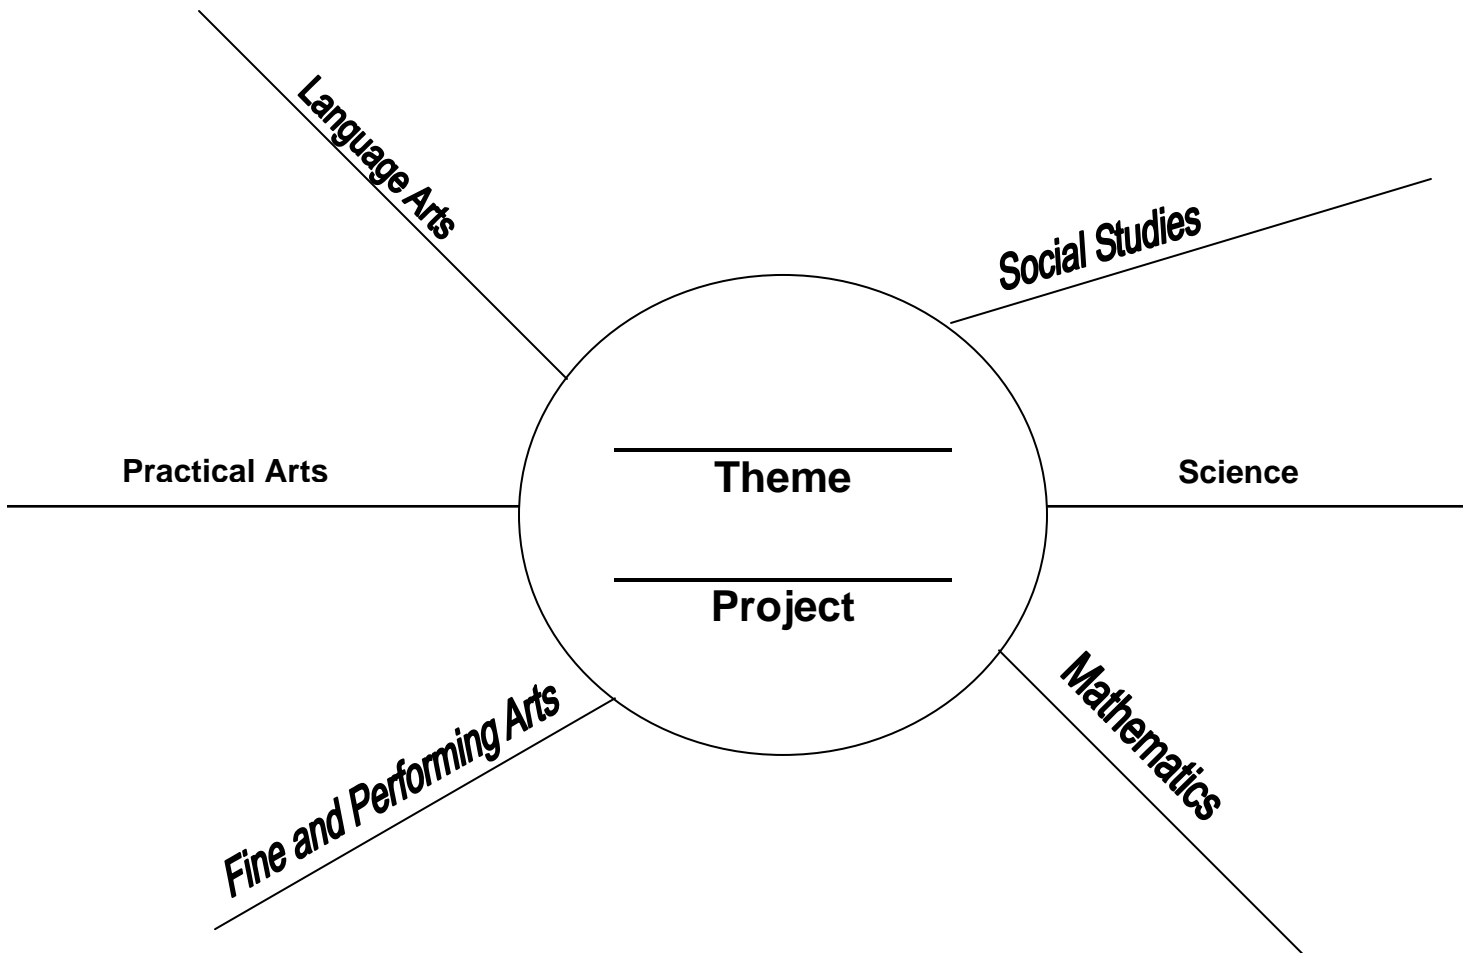 Language Arts
Social Studies
Practical Arts
Theme
Science
Project
Fine and Performing Arts
Mathematics